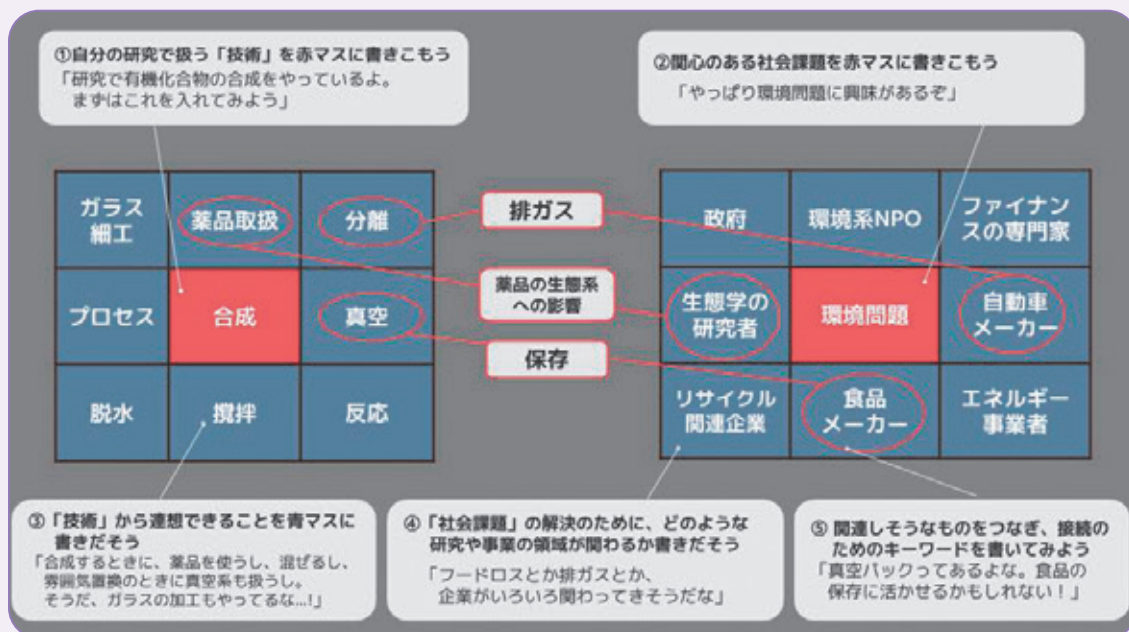 ①自分の研究で扱う「技術」を赤マスに書きこもう
「研究で有機化合物の合成をやっているよ。
まずはこれを入れてみよう」
②関心のある社会課題を赤マスに書きこもう
「やっぱり環境問題に興味があるぞ」
ガラス
細工
薬品取扱
分離
プロセス
合成
真空
脱水
攪拌
反応
排ガス
薬品の生態系
への影響
保存
政府
環境系NPO
ファイナン
スの専門家
生態学の
研究者
環境問題
自動車
メーカー
リサイクル
関連企業
食品
メーカー
エネルギー
事業者
③「技術」から連想できることを青マスに
書きだそう
「合成するときに、薬品を使うし、混ぜるし、
雰囲気置換のときに真空系も扱うし。
そうだ、ガラスの加工もやってるな...!」
④「社会課題」の解決のために、どのような
研究や事業の領域が関わるか書きだそう
「フードロスとか排ガスとか、
企業がいろいろ関わってきそうだな」
⑤ 関連しそうなものをつなぎ、接続の
ためのキーワードを書いてみよう
「真空パックってあるよな。食品の
保存に活かせるかもしれない！」